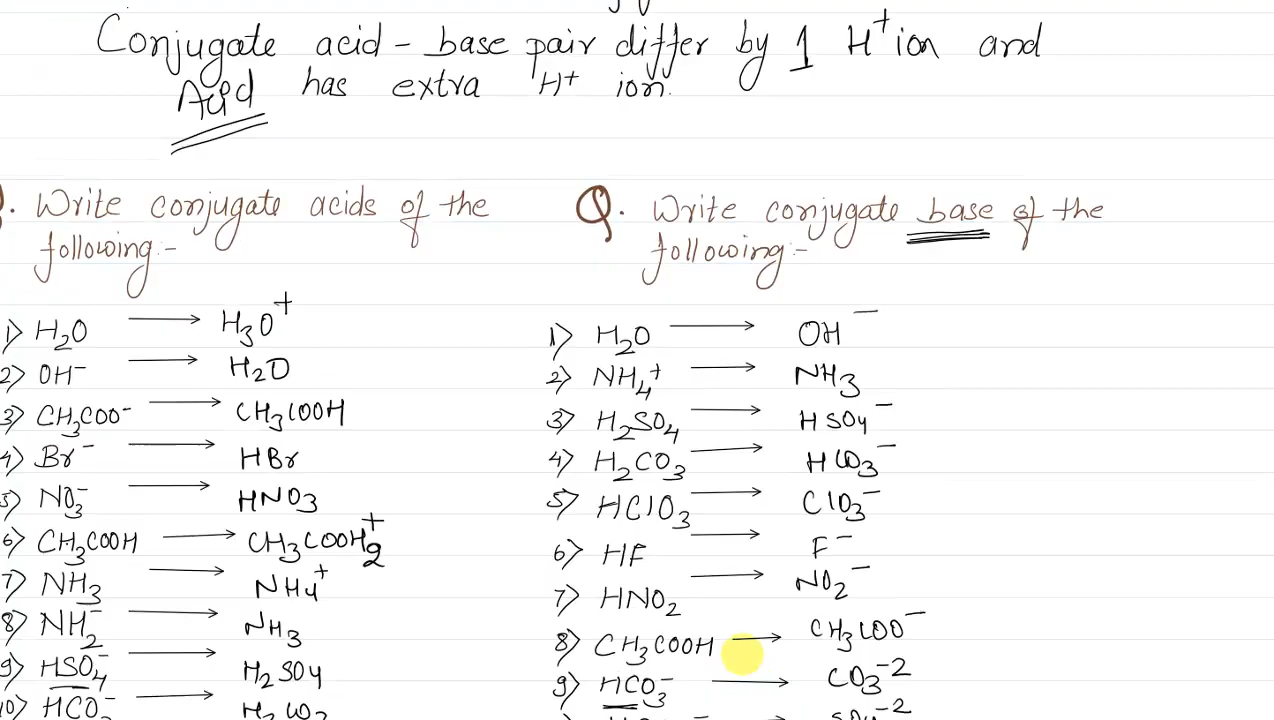 Conjugate acid - base pair differ by 1 H⁺ ion and
Acid has extra H⁺ ion.
Write conjugate acids of the
following:-
1) H₂O → H₃O⁺
2) OH⁻ → H₂O
3) CH₃COO⁻ → CH₃COOH
4) Br⁻ → HBr
5) NO₃⁻ → HNO₃
6) CH₃COOH → CH₃COOH₂⁺
7) NH₃ → NH₄⁺
8) NH₂⁻ → NH₃
9) HSO₄⁻ → H₂SO₄
10) HCO₃⁻ → H₂CO₃
Q. Write conjugate base of the
following:-
1) H₂O → OH⁻
2) NH₄⁺ → NH₃
3) H₂SO₄ → HSO₄⁻
4) H₂CO₃ → HCO₃⁻
5) HClO₃ → ClO₃⁻
6) HF → F⁻
7) HNO₂ → NO₂⁻
8) CH₃COOH → CH₃COO⁻
9) HCO₃⁻ → CO₃⁻²